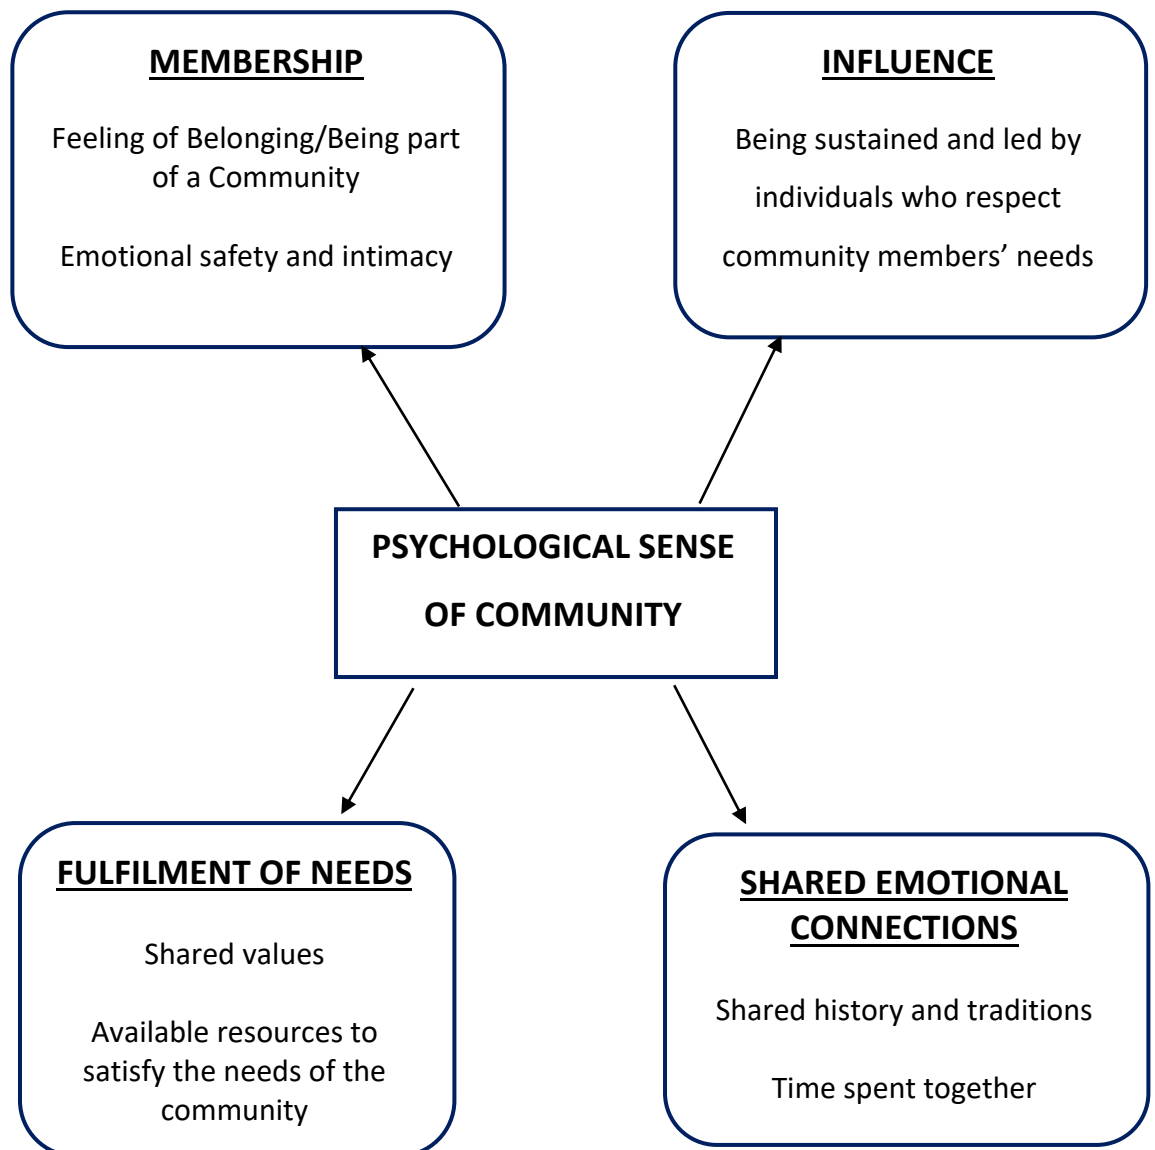 MEMBERSHIP
Feeling of Belonging/Being part
of a Community
Emotional safety and intimacy
INFLUENCE
Being sustained and led by
individuals who respect
community members’ needs
PSYCHOLOGICAL SENSE
OF COMMUNITY
FULFILMENT OF NEEDS
Shared values
Available resources to
satisfy the needs of the
community
SHARED EMOTIONAL
CONNECTIONS
Shared history and traditions
Time spent together